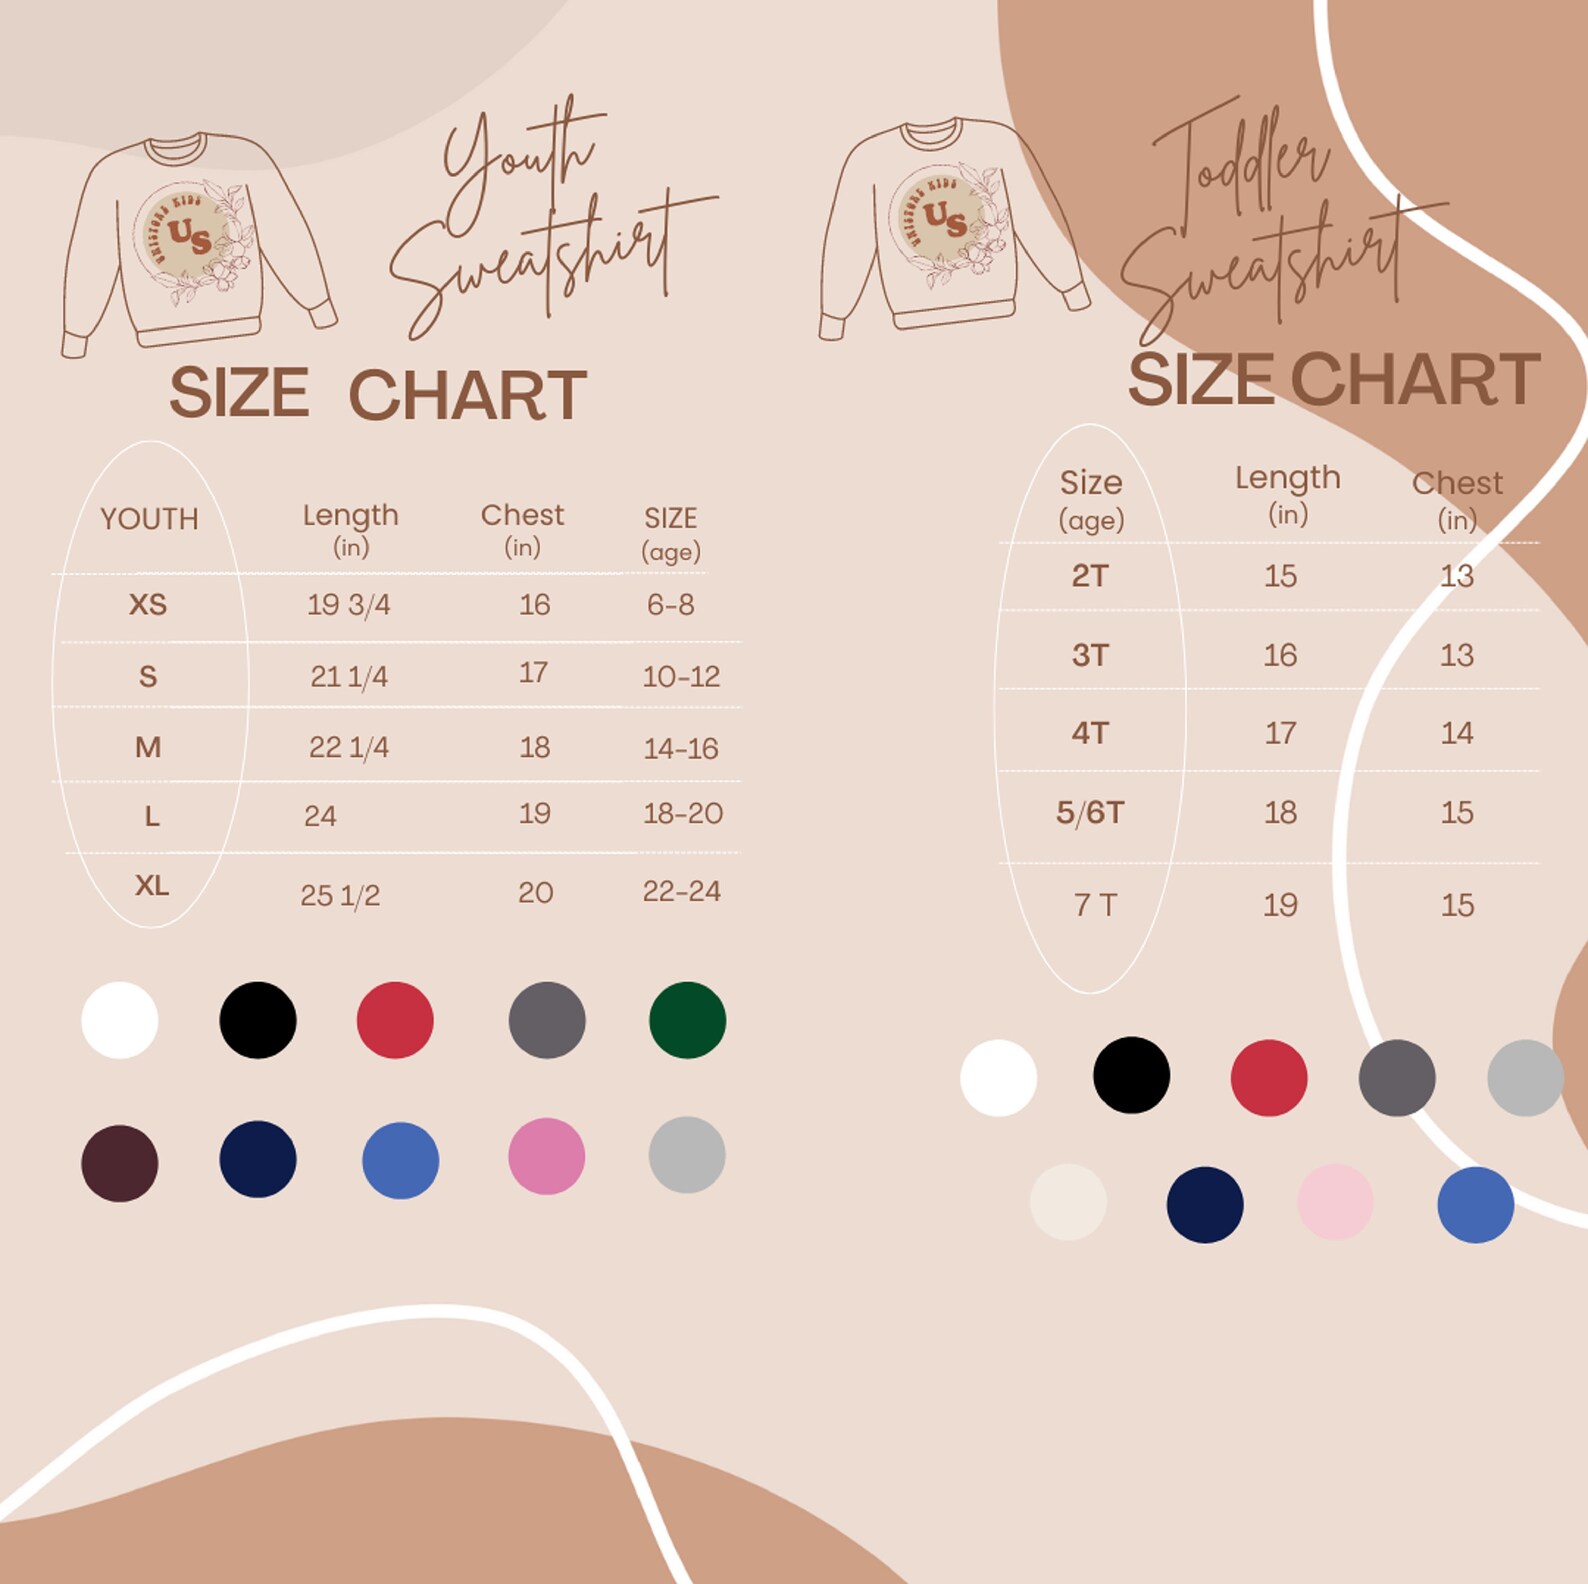 Youth
Sweatshirt
UNISTORE KIDS
US
SIZE CHART
YOUTH Length Chest SIZE
(in) (in) (age)
XS 19 3/4 16 6-8
S 21 1/4 17 10-12
M 22 1/4 18 14-16
L 24 19 18-20
XL 25 1/2 20 22-24
Toddler
Sweatshirt
UNISTORE KIDS
US
SIZE CHART
Size Length Chest
(age) (in) (in)
2T 15 13
3T 16 13
4T 17 14
5/6T 18 15
7 T 19 15